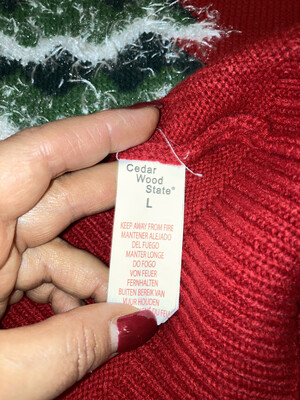 Cedar
Wood
State®
L
KEEP AWAY FROM FIRE
MANTENER ALEJADO
DEL FUEGO
MANTER LONGE
DO FOGO
VON FEUER
FERNHALTEN
BUITEN BEREIK VAN
VUUR HOUDEN